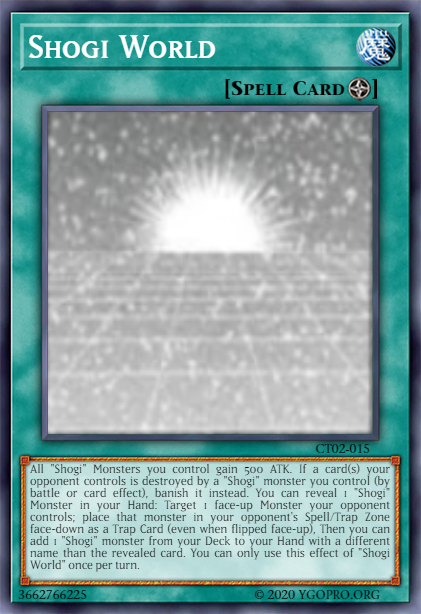 Shogi World
魔
[Spell Card]
CT02-015
All "Shogi" Monsters you control gain 500 ATK. If a card(s) your
opponent controls is destroyed by a "Shogi" monster you control (by
battle or card effect), banish it instead. You can reveal 1 "Shogi"
Monster in your Hand: Target 1 face-up Monster your opponent
controls; place that monster in your opponent's Spell/Trap Zone
face-down as a Trap Card (even when flipped face-up), Then you can
add 1 "Shogi" monster from your Deck to your Hand with a different
name than the revealed card. You can only use this effect of "Shogi
World" once per turn.
3662766225
© 2020 YGOPRO.ORG